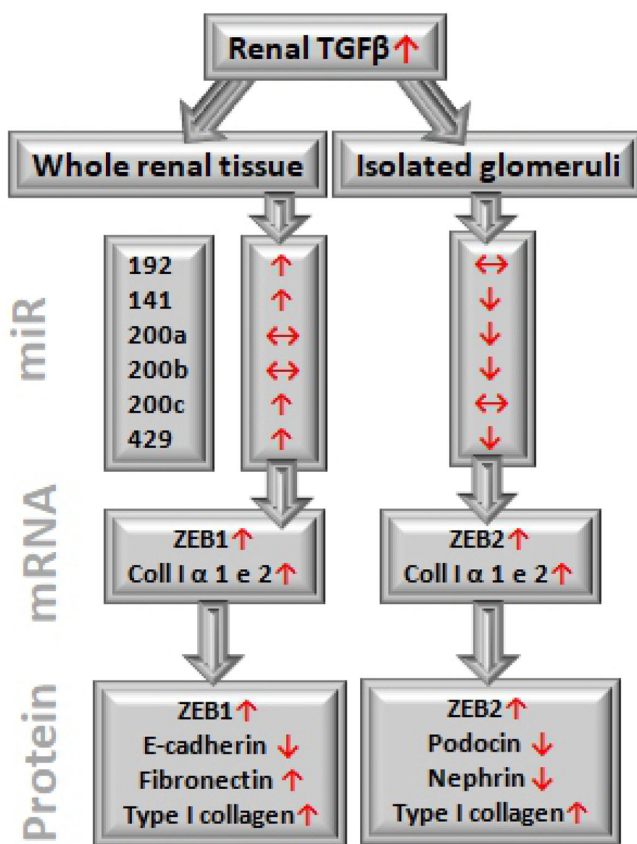 Renal TGFβ↑
Whole renal tissue
Isolated glomeruli
miR
192 ↑ ↔
141 ↑ ↓
200a ↔ ↓
200b ↔ ↓
200c ↑ ↔
429 ↑ ↓
mRNA
ZEB1↑
Coll I α 1 e 2↑
ZEB2↑
Coll I α 1 e 2↑
Protein
ZEB1↑
E-cadherin ↓
Fibronectin ↑
Type I collagen↑
ZEB2↑
Podocin ↓
Nephrin↓
Type I collagen↑